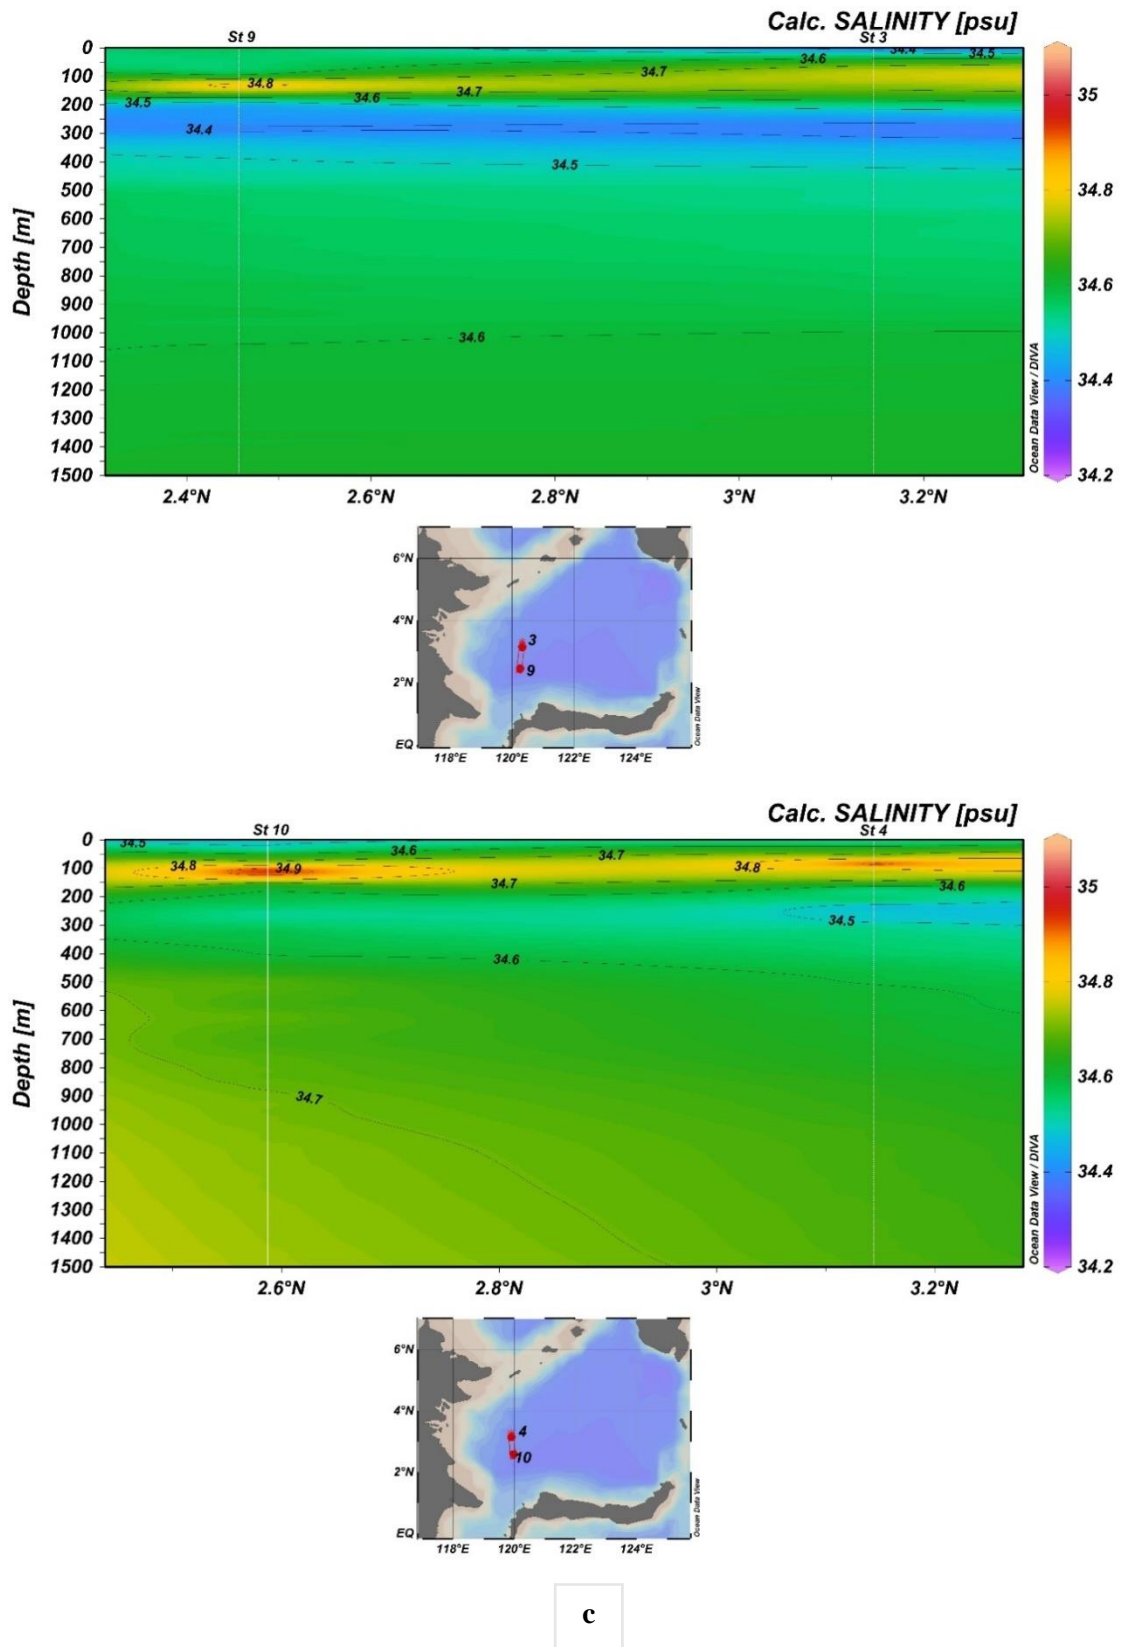 Calc. SALINITY [psu]
St 9
St 3
0
100
200
300
400
500
600
700
800
900
1000
1100
1200
1300
1400
1500
Depth [m]
34.4
34.5
34.6
34.7
34.8
34.7
34.6
34.5
34.4
34.5
34.6
2.4°N
2.6°N
2.8°N
3°N
3.2°N
35
34.8
34.6
34.4
34.2
Ocean Data View / DIVA
6°N
4°N
2°N
EQ
3
9
118°E
120°E
122°E
124°E
Ocean Data View
Calc. SALINITY [psu]
St 10
St 4
0
100
200
300
400
500
600
700
800
900
1000
1100
1200
1300
1400
1500
Depth [m]
34.5
34.6
34.7
34.8
34.9
34.8
34.7
34.6
34.5
34.6
34.7
2.6°N
2.8°N
3°N
3.2°N
35
34.8
34.6
34.4
34.2
Ocean Data View / DIVA
6°N
4°N
2°N
EQ
4
10
118°E
120°E
122°E
124°E
Ocean Data View
c